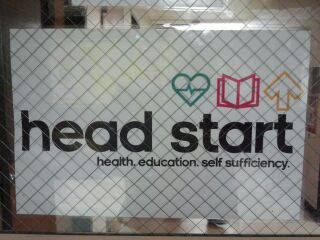 head start
health. education. self sufficiency.